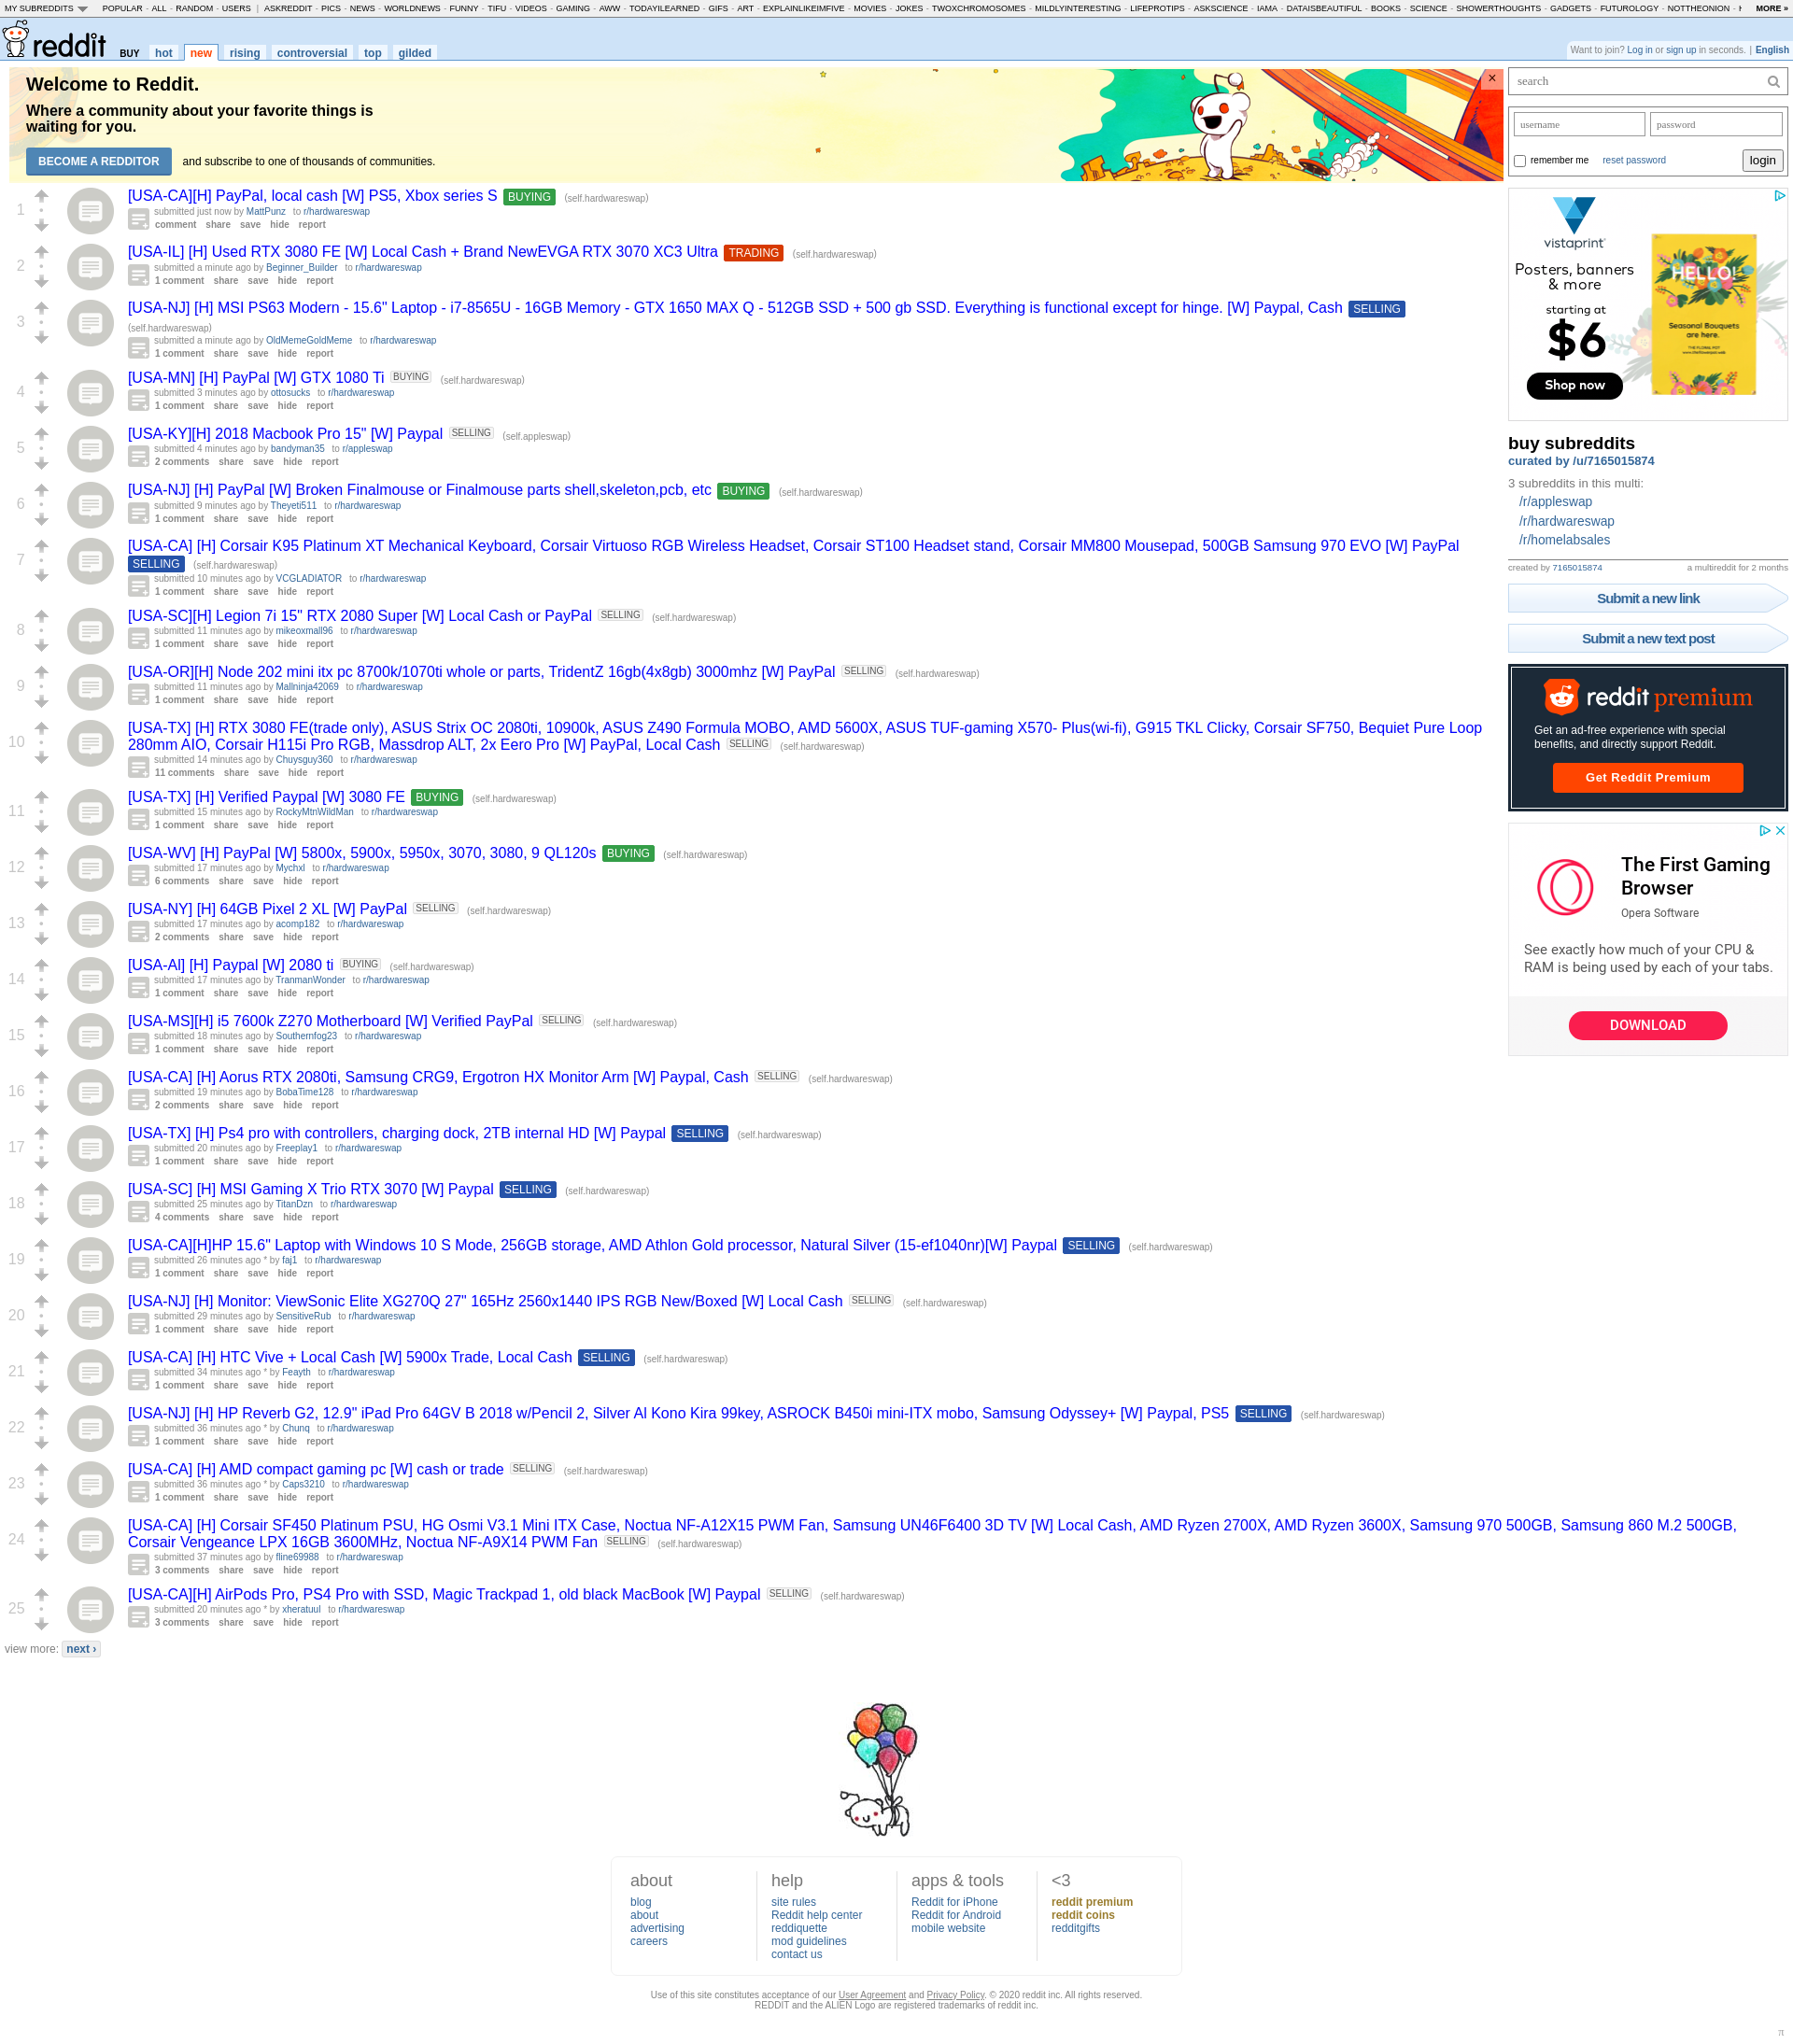 MY SUBREDDITS POPULAR - ALL - RANDOM - USERS | ASKREDDIT - PICS - NEWS - WORLDNEWS - FUNNY - TIFU - VIDEOS - GAMING - AWW - TODAYILEARNED - GIFS - ART - EXPLAINLIKEIMFIVE - MOVIES - JOKES - TWOXCHROMOSOMES - MILDLYINTERESTING - LIFEPROTIPS - ASKSCIENCE - IAMA - DATAISBEAUTIFUL - BOOKS - SCIENCE - SHOWERTHOUGHTS - GADGETS - FUTUROLOGY - NOTTHEONION - MORE »
reddit BUY hot new rising controversial top gilded
Want to join? Log in or sign up in seconds. | English
Welcome to Reddit.
Where a community about your favorite things is
waiting for you.
BECOME A REDDITOR and subscribe to one of thousands of communities.
×
1
[USA-CA][H] PayPal, local cash [W] PS5, Xbox series S BUYING (self.hardwareswap)
submitted just now by MattPunz to r/hardwareswap
comment share save hide report
2
[USA-IL] [H] Used RTX 3080 FE [W] Local Cash + Brand NewEVGA RTX 3070 XC3 Ultra TRADING (self.hardwareswap)
submitted a minute ago by Beginner_Builder to r/hardwareswap
1 comment share save hide report
3
[USA-NJ] [H] MSI PS63 Modern - 15.6" Laptop - i7-8565U - 16GB Memory - GTX 1650 MAX Q - 512GB SSD + 500 gb SSD. Everything is functional except for hinge. [W] Paypal, Cash SELLING
(self.hardwareswap)
submitted a minute ago by OldMemeGoldMeme to r/hardwareswap
1 comment share save hide report
4
[USA-MN] [H] PayPal [W] GTX 1080 Ti BUYING (self.hardwareswap)
submitted 3 minutes ago by ottosucks to r/hardwareswap
1 comment share save hide report
5
[USA-KY][H] 2018 Macbook Pro 15" [W] Paypal SELLING (self.appleswap)
submitted 4 minutes ago by bandyman35 to r/appleswap
2 comments share save hide report
6
[USA-NJ] [H] PayPal [W] Broken Finalmouse or Finalmouse parts shell,skeleton,pcb, etc BUYING (self.hardwareswap)
submitted 9 minutes ago by Theyeti511 to r/hardwareswap
1 comment share save hide report
7
[USA-CA] [H] Corsair K95 Platinum XT Mechanical Keyboard, Corsair Virtuoso RGB Wireless Headset, Corsair ST100 Headset stand, Corsair MM800 Mousepad, 500GB Samsung 970 EVO [W] PayPal
SELLING (self.hardwareswap)
submitted 10 minutes ago by VCGLADIATOR to r/hardwareswap
1 comment share save hide report
8
[USA-SC][H] Legion 7i 15" RTX 2080 Super [W] Local Cash or PayPal SELLING (self.hardwareswap)
submitted 11 minutes ago by mikeoxmall96 to r/hardwareswap
1 comment share save hide report
9
[USA-OR][H] Node 202 mini itx pc 8700k/1070ti whole or parts, TridentZ 16gb(4x8gb) 3000mhz [W] PayPal SELLING (self.hardwareswap)
submitted 11 minutes ago by Mallninja42069 to r/hardwareswap
1 comment share save hide report
10
[USA-TX] [H] RTX 3080 FE(trade only), ASUS Strix OC 2080ti, 10900k, ASUS Z490 Formula MOBO, AMD 5600X, ASUS TUF-gaming X570- Plus(wi-fi), G915 TKL Clicky, Corsair SF750, Bequiet Pure Loop
280mm AIO, Corsair H115i Pro RGB, Massdrop ALT, 2x Eero Pro [W] PayPal, Local Cash SELLING (self.hardwareswap)
submitted 14 minutes ago by Chuysguy360 to r/hardwareswap
11 comments share save hide report
11
[USA-TX] [H] Verified Paypal [W] 3080 FE BUYING (self.hardwareswap)
submitted 15 minutes ago by RockyMtnWildMan to r/hardwareswap
1 comment share save hide report
12
[USA-WV] [H] PayPal [W] 5800x, 5900x, 5950x, 3070, 3080, 9 QL120s BUYING (self.hardwareswap)
submitted 17 minutes ago by Mychxl to r/hardwareswap
6 comments share save hide report
13
[USA-NY] [H] 64GB Pixel 2 XL [W] PayPal SELLING (self.hardwareswap)
submitted 17 minutes ago by acomp182 to r/hardwareswap
2 comments share save hide report
14
[USA-Al] [H] Paypal [W] 2080 ti BUYING (self.hardwareswap)
submitted 17 minutes ago by TranmanWonder to r/hardwareswap
1 comment share save hide report
15
[USA-MS][H] i5 7600k Z270 Motherboard [W] Verified PayPal SELLING (self.hardwareswap)
submitted 18 minutes ago by Southernfog23 to r/hardwareswap
1 comment share save hide report
16
[USA-CA] [H] Aorus RTX 2080ti, Samsung CRG9, Ergotron HX Monitor Arm [W] Paypal, Cash SELLING (self.hardwareswap)
submitted 19 minutes ago by BobaTime128 to r/hardwareswap
2 comments share save hide report
17
[USA-TX] [H] Ps4 pro with controllers, charging dock, 2TB internal HD [W] Paypal SELLING (self.hardwareswap)
submitted 20 minutes ago by Freeplay1 to r/hardwareswap
1 comment share save hide report
18
[USA-SC] [H] MSI Gaming X Trio RTX 3070 [W] Paypal SELLING (self.hardwareswap)
submitted 25 minutes ago by TitanDzn to r/hardwareswap
4 comments share save hide report
19
[USA-CA][H]HP 15.6" Laptop with Windows 10 S Mode, 256GB storage, AMD Athlon Gold processor, Natural Silver (15-ef1040nr)[W] Paypal SELLING (self.hardwareswap)
submitted 26 minutes ago * by faj1 to r/hardwareswap
1 comment share save hide report
20
[USA-NJ] [H] Monitor: ViewSonic Elite XG270Q 27" 165Hz 2560x1440 IPS RGB New/Boxed [W] Local Cash SELLING (self.hardwareswap)
submitted 29 minutes ago by SensitiveRub to r/hardwareswap
1 comment share save hide report
21
[USA-CA] [H] HTC Vive + Local Cash [W] 5900x Trade, Local Cash SELLING (self.hardwareswap)
submitted 34 minutes ago * by Feayth to r/hardwareswap
1 comment share save hide report
22
[USA-NJ] [H] HP Reverb G2, 12.9" iPad Pro 64GV B 2018 w/Pencil 2, Silver Al Kono Kira 99key, ASROCK B450i mini-ITX mobo, Samsung Odyssey+ [W] Paypal, PS5 SELLING (self.hardwareswap)
submitted 36 minutes ago * by Chunq to r/hardwareswap
1 comment share save hide report
23
[USA-CA] [H] AMD compact gaming pc [W] cash or trade SELLING (self.hardwareswap)
submitted 36 minutes ago * by Caps3210 to r/hardwareswap
1 comment share save hide report
24
[USA-CA] [H] Corsair SF450 Platinum PSU, HG Osmi V3.1 Mini ITX Case, Noctua NF-A12X15 PWM Fan, Samsung UN46F6400 3D TV [W] Local Cash, AMD Ryzen 2700X, AMD Ryzen 3600X, Samsung 970 500GB, Samsung 860 M.2 500GB,
Corsair Vengeance LPX 16GB 3600MHz, Noctua NF-A9X14 PWM Fan SELLING (self.hardwareswap)
submitted 37 minutes ago by fline69988 to r/hardwareswap
3 comments share save hide report
25
[USA-CA][H] AirPods Pro, PS4 Pro with SSD, Magic Trackpad 1, old black MacBook [W] Paypal SELLING (self.hardwareswap)
submitted 20 minutes ago * by xheratuul to r/hardwareswap
3 comments share save hide report
view more: next ›
search
username password
remember me reset password login
vistaprint
Posters, banners
& more
starting at
$6
Shop now
HELLO!
Seasonal Bouquets
are here.
buy subreddits
curated by /u/7165015874
3 subreddits in this multi:
/r/appleswap
/r/hardwareswap
/r/homelabsales
created by 7165015874 a multireddit for 2 months
Submit a new link
Submit a new text post
reddit premium
Get an ad-free experience with special
benefits, and directly support Reddit.
Get Reddit Premium
The First Gaming
Browser
Opera Software
See exactly how much of your CPU &
RAM is being used by each of your tabs.
DOWNLOAD
about
blog
about
advertising
careers
help
site rules
Reddit help center
reddiquette
mod guidelines
contact us
apps & tools
Reddit for iPhone
Reddit for Android
mobile website
<3
reddit premium
reddit coins
redditgifts
Use of this site constitutes acceptance of our User Agreement and Privacy Policy. © 2020 reddit inc. All rights reserved.
REDDIT and the ALIEN Logo are registered trademarks of reddit inc.
π